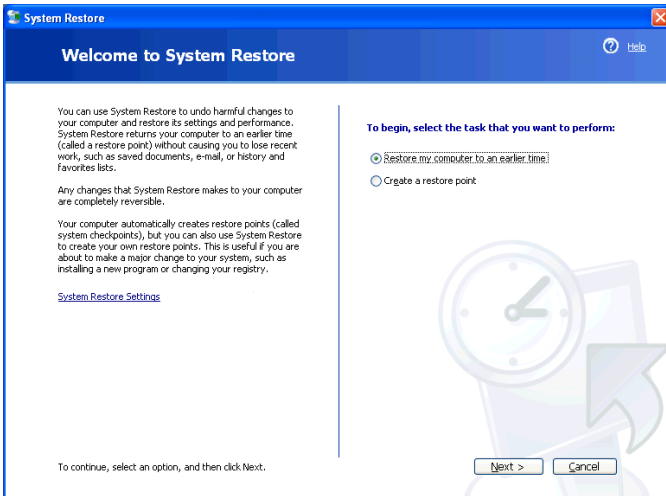 System Restore
Welcome to System Restore
Help
You can use System Restore to undo harmful changes to
your computer and restore its settings and performance.
System Restore returns your computer to an earlier time
(called a restore point) without causing you to lose recent
work, such as saved documents, e-mail, or history and
favorites lists.
Any changes that System Restore makes to your computer
are completely reversible.
Your computer automatically creates restore points (called
system checkpoints), but you can also use System Restore
to create your own restore points. This is useful if you are
about to make a major change to your system, such as
installing a new program or changing your registry.
System Restore Settings
To begin, select the task that you want to perform:
Restore my computer to an earlier time
Create a restore point
To continue, select an option, and then click Next.
Next >
Cancel